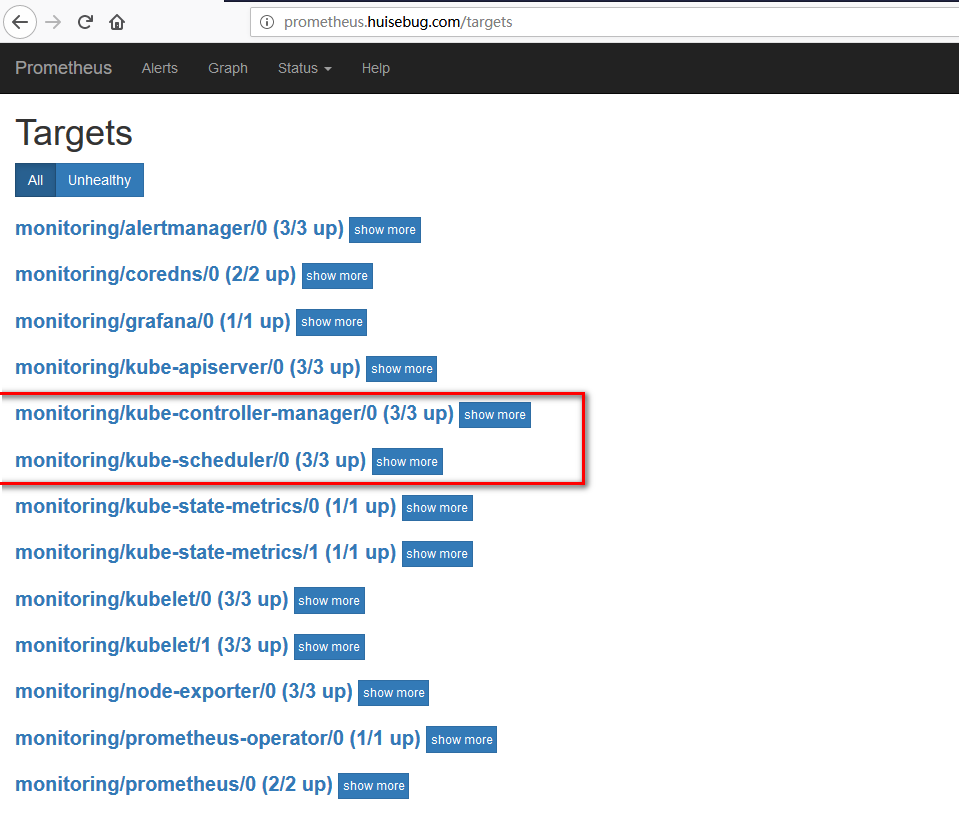 prometheus.huisebug.com/targets
Prometheus Alerts Graph Status Help
Targets
All Unhealthy
monitoring/alertmanager/0 (3/3 up) show more
monitoring/coredns/0 (2/2 up) show more
monitoring/grafana/0 (1/1 up) show more
monitoring/kube-apiserver/0 (3/3 up) show more
monitoring/kube-controller-manager/0 (3/3 up) show more
monitoring/kube-scheduler/0 (3/3 up) show more
monitoring/kube-state-metrics/0 (1/1 up) show more
monitoring/kube-state-metrics/1 (1/1 up) show more
monitoring/kubelet/0 (3/3 up) show more
monitoring/kubelet/1 (3/3 up) show more
monitoring/node-exporter/0 (3/3 up) show more
monitoring/prometheus-operator/0 (1/1 up) show more
monitoring/prometheus/0 (2/2 up) show more